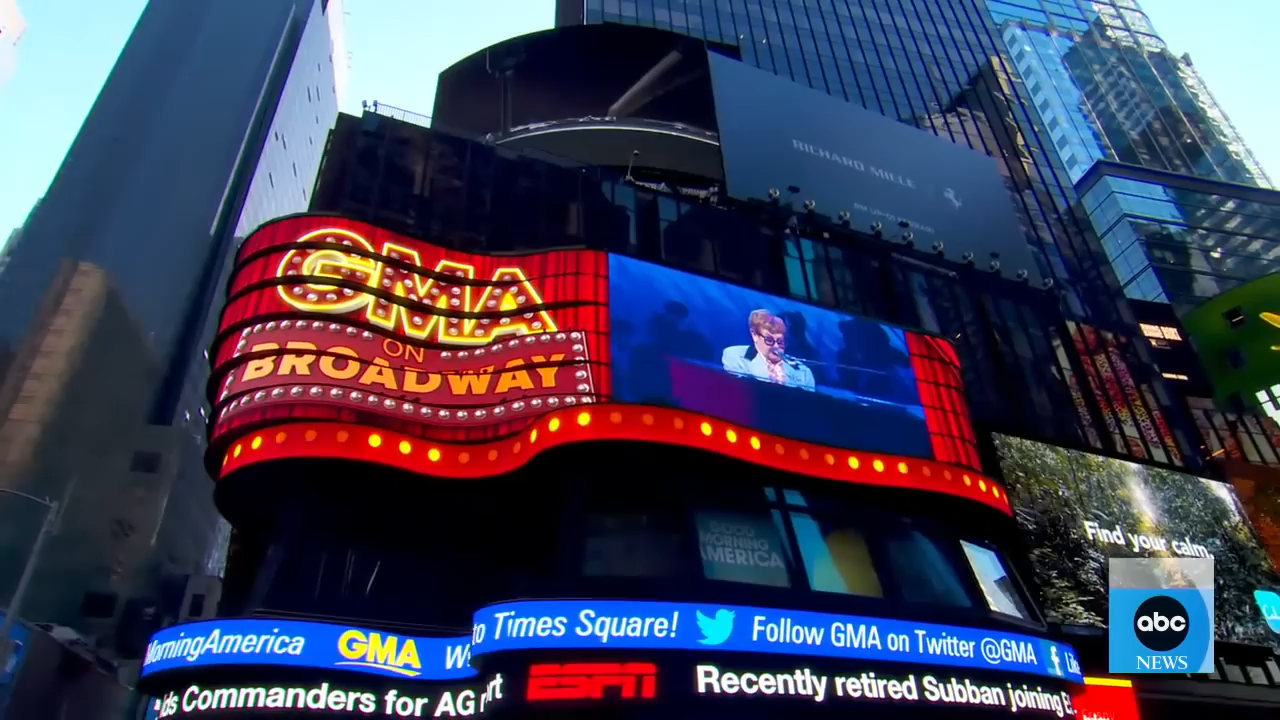 RICHARD MILLE
GMA
ON
BROADWAY
Find your calm
GOOD
MORNING
AMERICA
to Times Square! Follow GMA on Twitter @GMA f
MorningAmerica GMA
Commanders for AG
ESPN Recently retired Subban joining
abc
NEWS